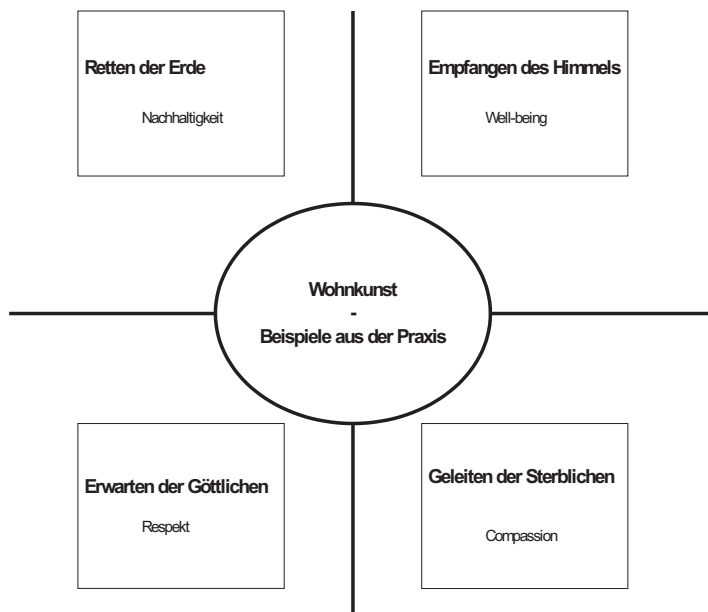 Retten der Erde
Nachhaltigkeit
Empfangen des Himmels
Well-being
Wohnkunst
-
Beispiele aus der Praxis
Erwarten der Göttlichen
Respekt
Geleiten der Sterblichen
Compassion